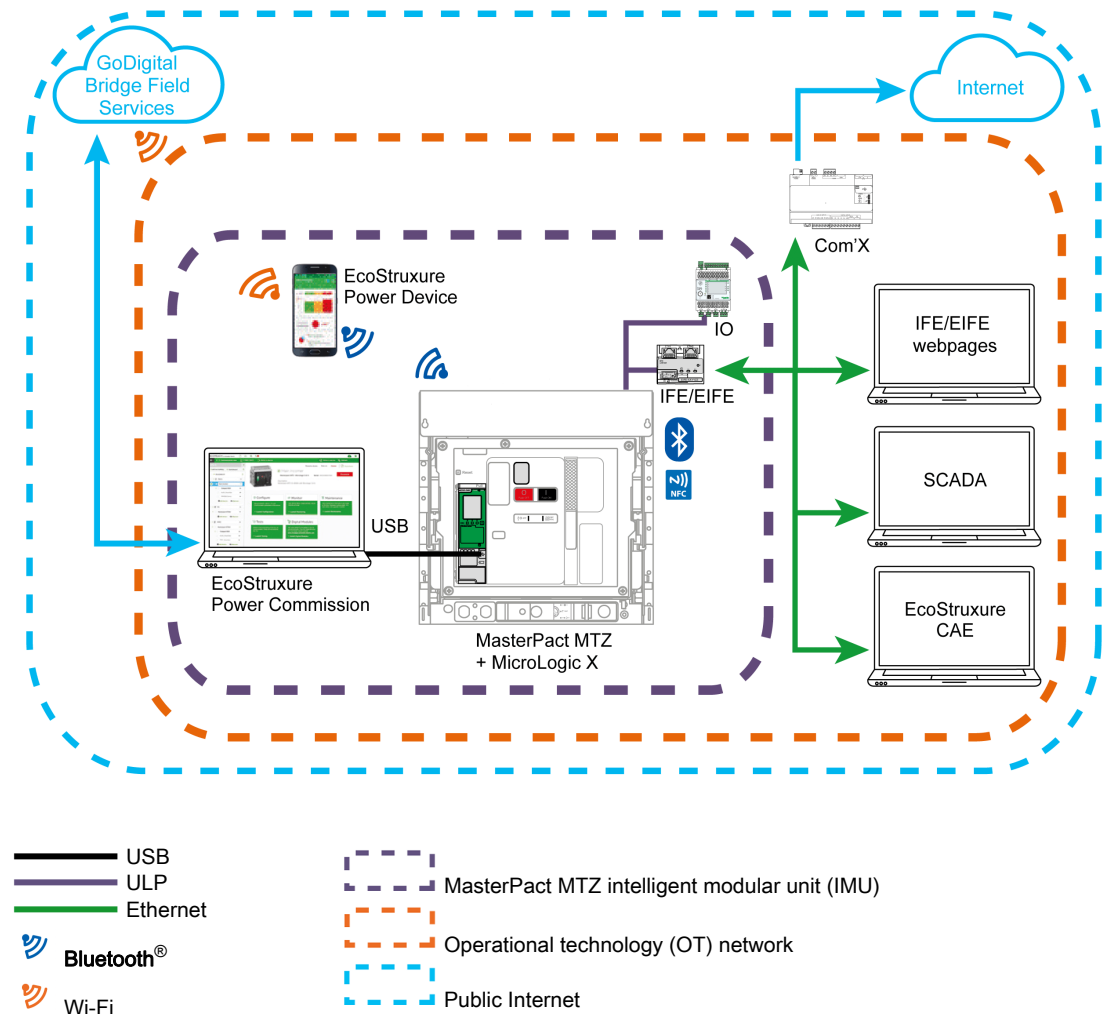 GoDigital
Bridge Field
Services
Internet
Com'X
EcoStruxure
Power Device
IO
IFE/EIFE
IFE/EIFE
webpages
NFC
SCADA
USB
EcoStruxure
Power Commission
EcoStruxure
CAE
MasterPact MTZ
+ MicroLogic X
USB
ULP
Ethernet
Bluetooth®
Wi-Fi
MasterPact MTZ intelligent modular unit (IMU)
Operational technology (OT) network
Public Internet